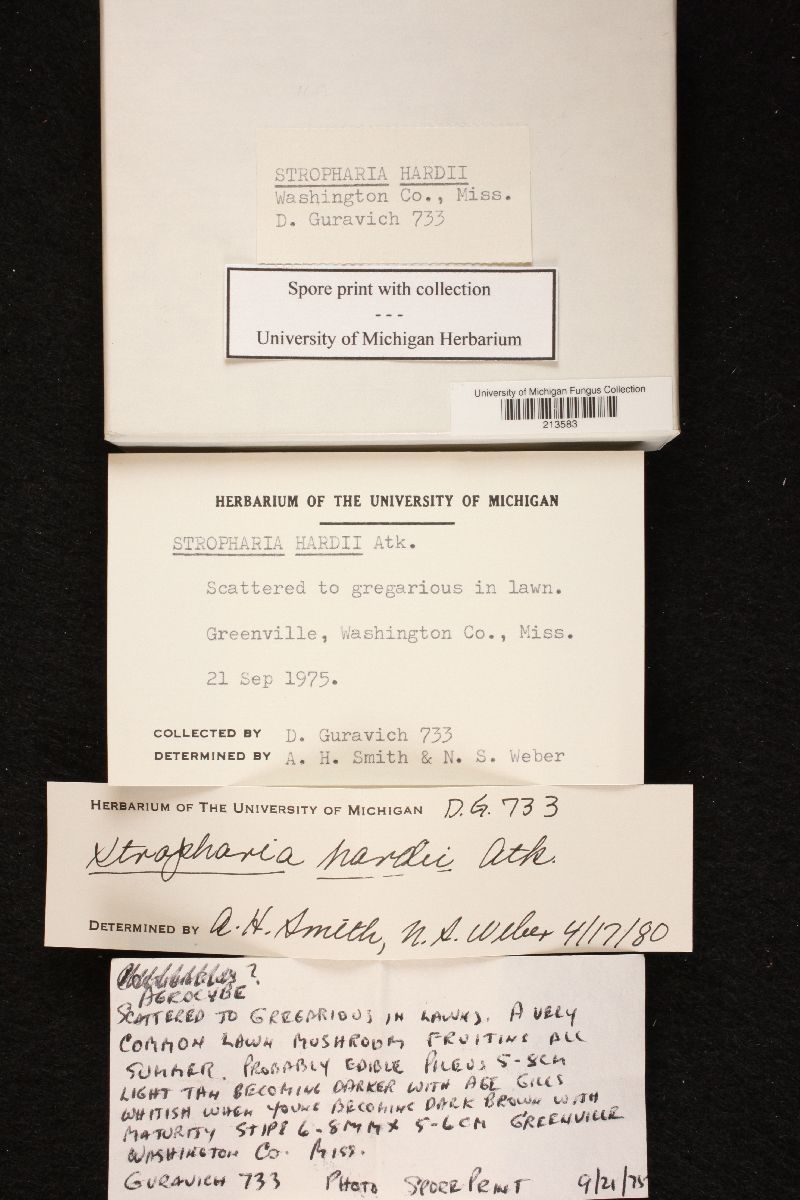 STROPHARIA HARDII
Washington Co., Miss.
D. Guravich 733
Spore print with collection
- - -
University of Michigan Herbarium
University of Michigan Fungus Collection
213583
HERBARIUM OF THE UNIVERSITY OF MICHIGAN
STROPHARIA HARDII Atk.
Scattered to gregarious in lawn.
Greenville, Washington Co., Miss.
21 Sep 1975.
COLLECTED BY D. Guravich 733
DETERMINED BY A. H. Smith & N. S. Weber
HERBARIUM OF THE UNIVERSITY OF MICHIGAN D.G. 733
Stropharia hardii Atk.
DETERMINED BY A. H. Smith, N. S. Weber 4/17/80
?
AGROCYBE
SCATTERED TO GREGARIOUS IN LAWNS. A VERY
COMMON LAWN MUSHROOM FRUITING ALL
SUMMER. PROBABLY EDIBLE PILEUS 5-8CM
LIGHT TAN BECOMING DARKER WITH AGE GILLS
WHITISH WHEN YOUNG BECOMING DARK BROWN WITH
MATURITY STIPE 6-8MM X 5-6CM GREENVILLE
WASHINGTON CO. MISS.
GURAVICH 733 PHOTO SPORE PRINT 9/21/75